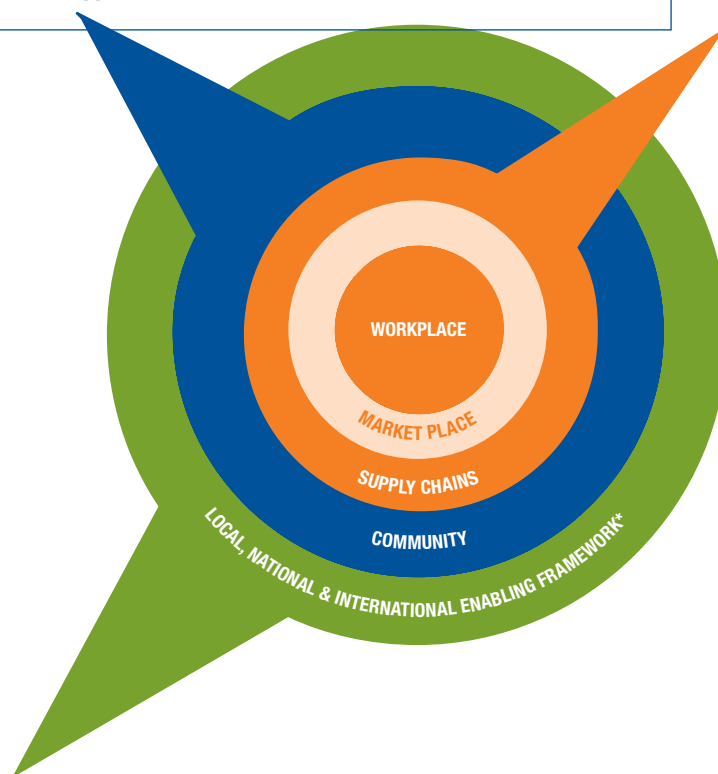 WORKPLACE
MARKET PLACE
SUPPLY CHAINS
COMMUNITY
LOCAL, NATIONAL & INTERNATIONAL ENABLING FRAMEWORK*